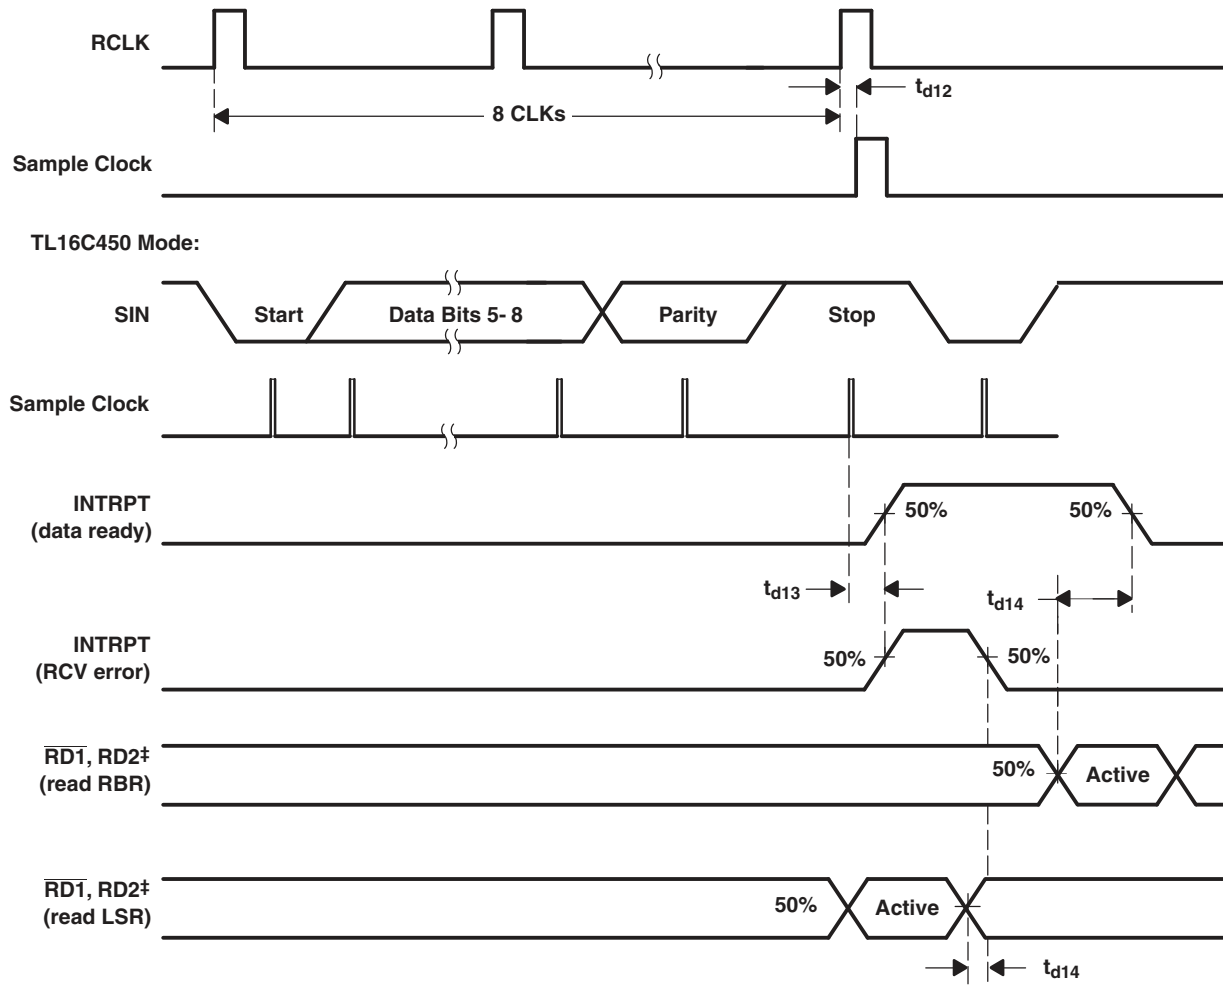 RCLK
t_d12
8 CLKs
Sample Clock
TL16C450 Mode:
SIN
Start
Data Bits 5- 8
Parity
Stop
Sample Clock
INTRPT
(data ready)
50%
50%
t_d13
t_d14
INTRPT
(RCV error)
50%
50%
R̅D̅1̅, RD2‡
(read RBR)
50%
Active
R̅D̅1̅, RD2‡
(read LSR)
50%
Active
t_d14